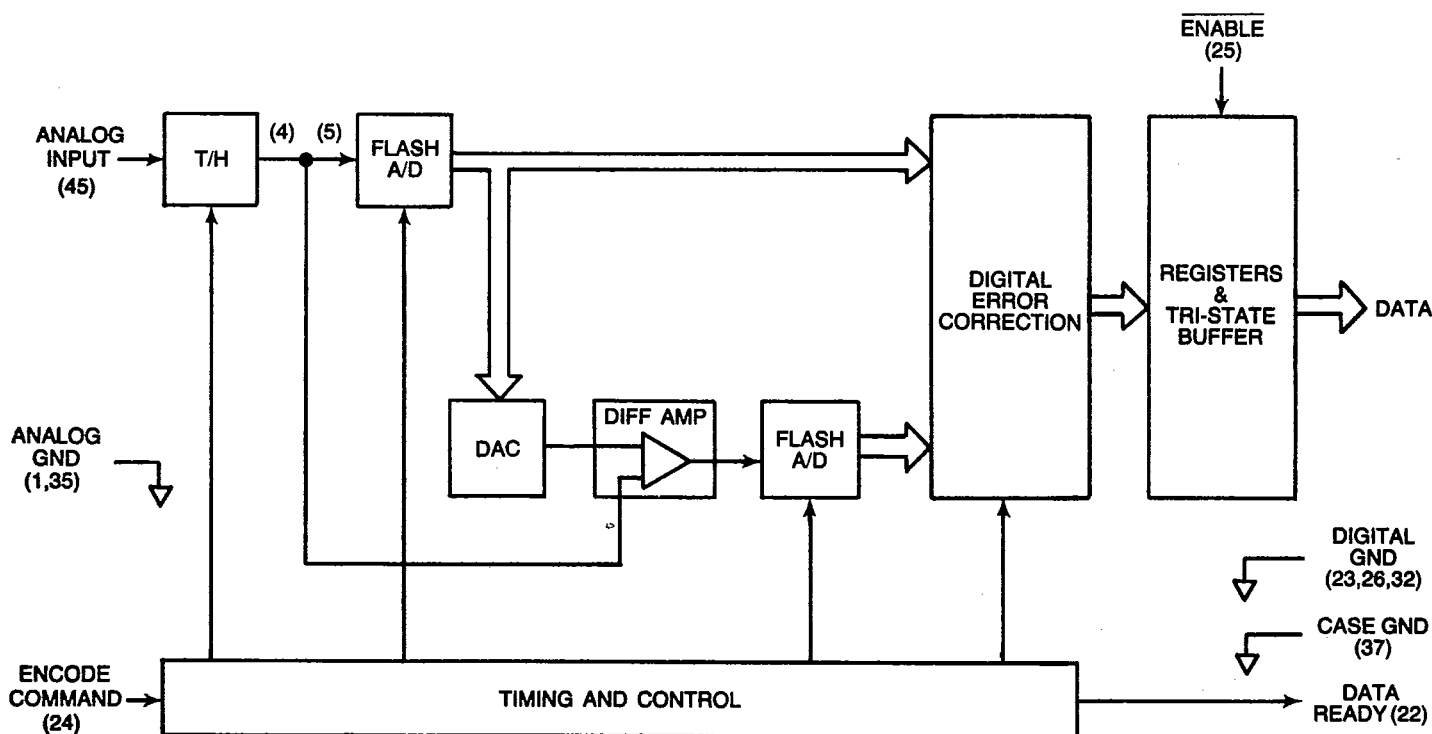 ENABLE
(25)
ANALOG
INPUT
(45)
T/H
(4)
(5)
FLASH
A/D
DIGITAL
ERROR
CORRECTION
REGISTERS
&
TRI-STATE
BUFFER
DATA
ANALOG
GND
(1,35)
DAC
DIFF AMP
FLASH
A/D
DIGITAL
GND
(23,26,32)
CASE GND
(37)
ENCODE
COMMAND
(24)
TIMING AND CONTROL
DATA
READY (22)